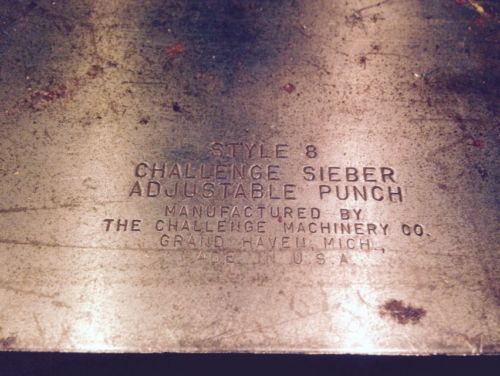 STYLE 8
CHALLENGE SIEBER
ADJUSTABLE PUNCH
MANUFACTURED BY
THE CHALLENGE MACHINERY CO.
GRAND HAVEN, MICH.,
MADE IN U.S.A.